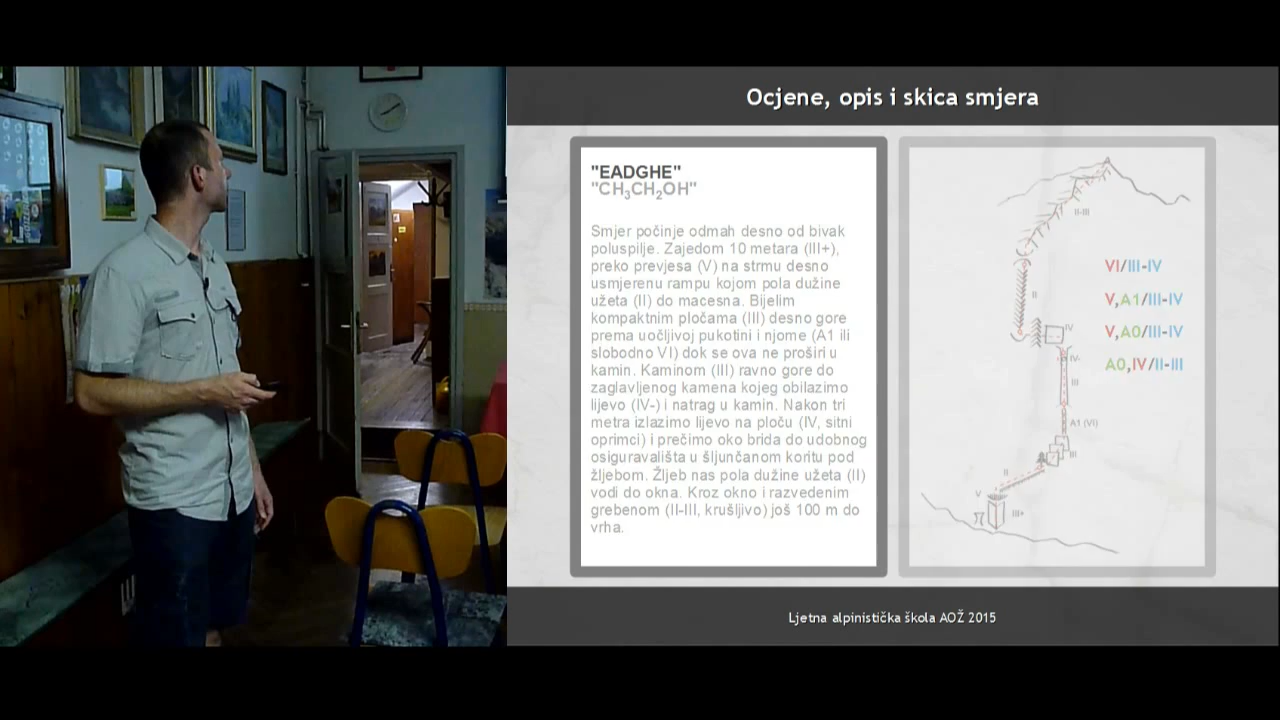 Ocjene, opis i skica smjera
"EADGHE"
"CH₃CH₂OH"
Smjer počinje odmah desno od bivak
poluspilje. Zajedom 10 metara (III+),
preko prevjesa (V) na strmu desno
usmjerenu rampu kojom pola dužine
užeta (II) do macesna. Bijelim
kompaktnim pločama (III) desno gore
prema uočljivoj pukotini i njome (A1 ili
slobodno VI) dok se ova ne proširi u
kamin. Kaminom (III) ravno gore do
zaglavljenog kamena kojeg obilazimo
lijevo (IV-) i natrag u kamin. Nakon tri
metra izlazimo lijevo na ploču (IV, sitni
oprimci) i prečimo oko brida do udobnog
osiguravališta u šljunčanom koritu pod
žljebom. Žljeb nas pola dužine užeta (II)
vodi do okna. Kroz okno i razvedenim
grebenom (II-III, krušljivo) još 100 m do
vrha.
II-III
II
IV
IV-
III
A1 (VI)
III
II
V
III+
VI/III-IV
V,A1/III-IV
V,A0/III-IV
A0,IV/II-III
Ljetna alpinistička škola AOŽ 2015